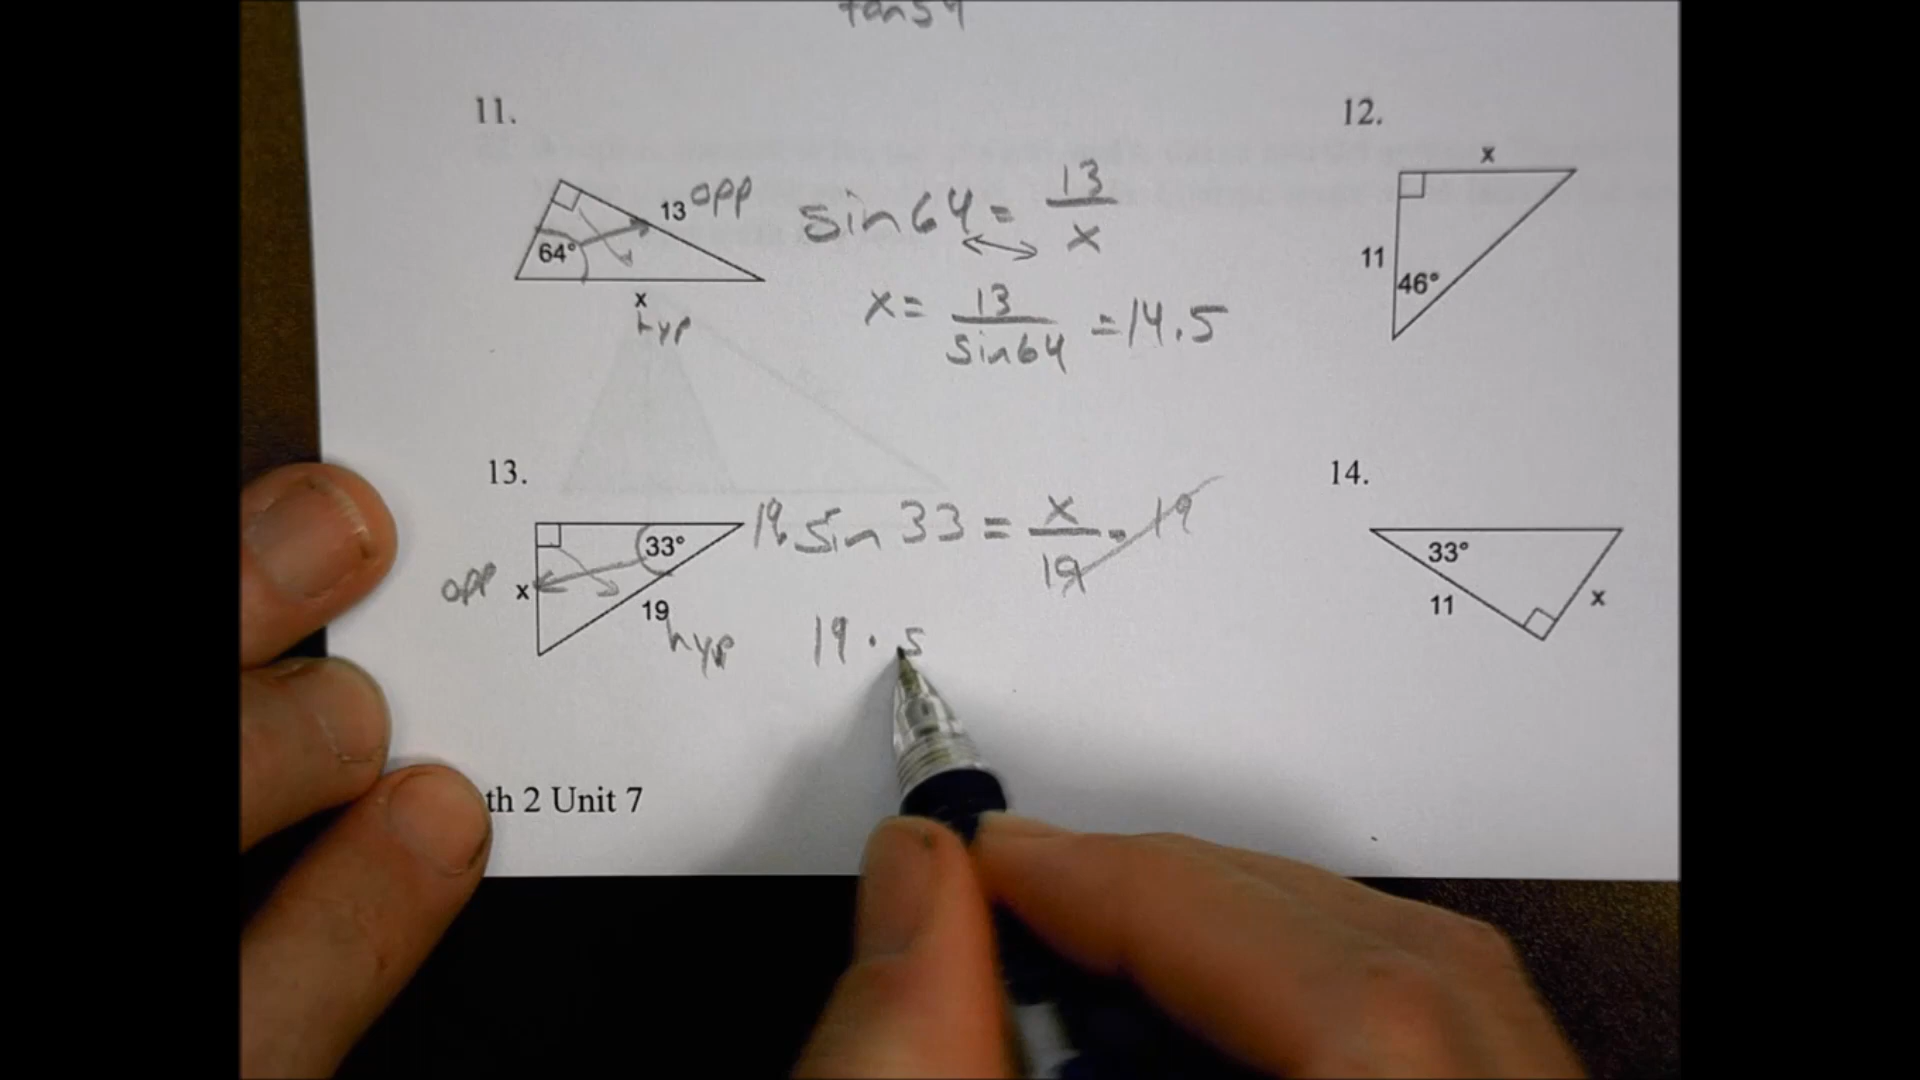 tan54
11.
13 opp
64°
x
hyp
sin64 = 13/x
x = 13/sin64 = 14.5
12.
x
11
46°
13.
33°
opp x
19
hyp
19 · sin 33 = x/19 · 19
19 · s
14.
33°
11
x
th 2 Unit 7